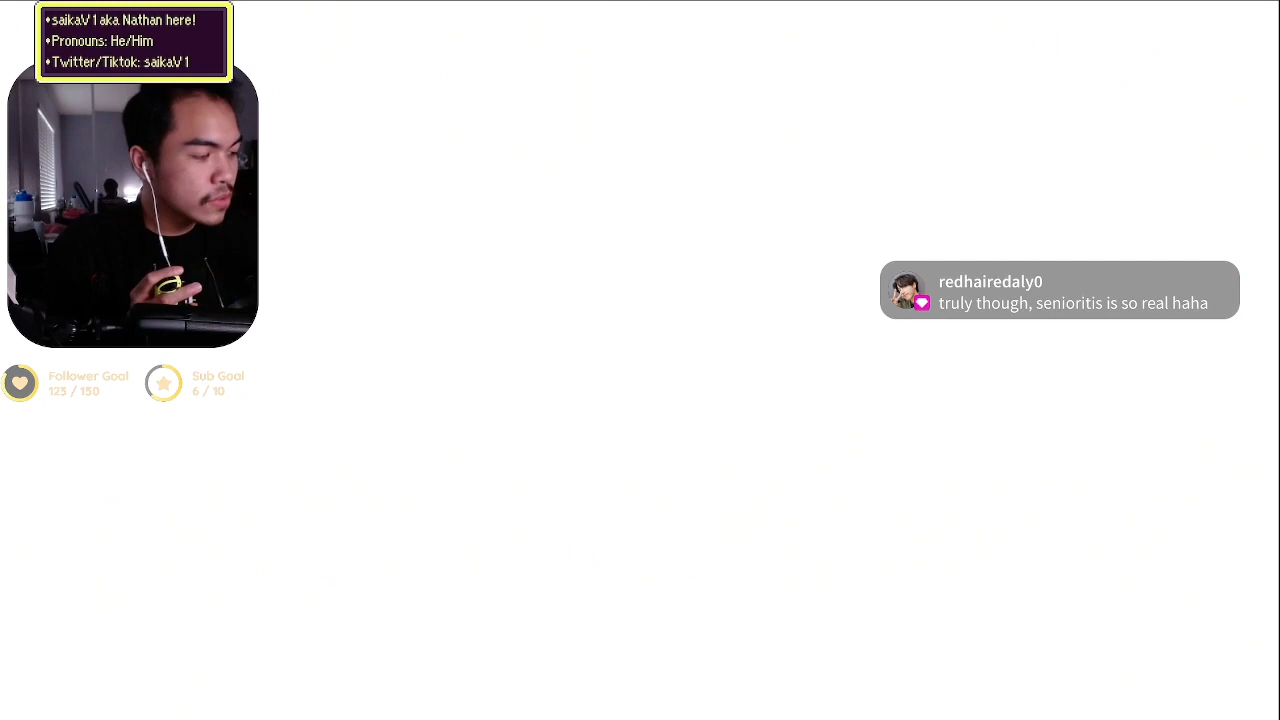 •saikaV1 aka Nathan here!
•Pronouns: He/Him
•Twitter/Tiktok: saikaV1
redhairedaly0
truly though, senioritis is so real haha
Follower Goal
123 / 150
Sub Goal
6 / 10